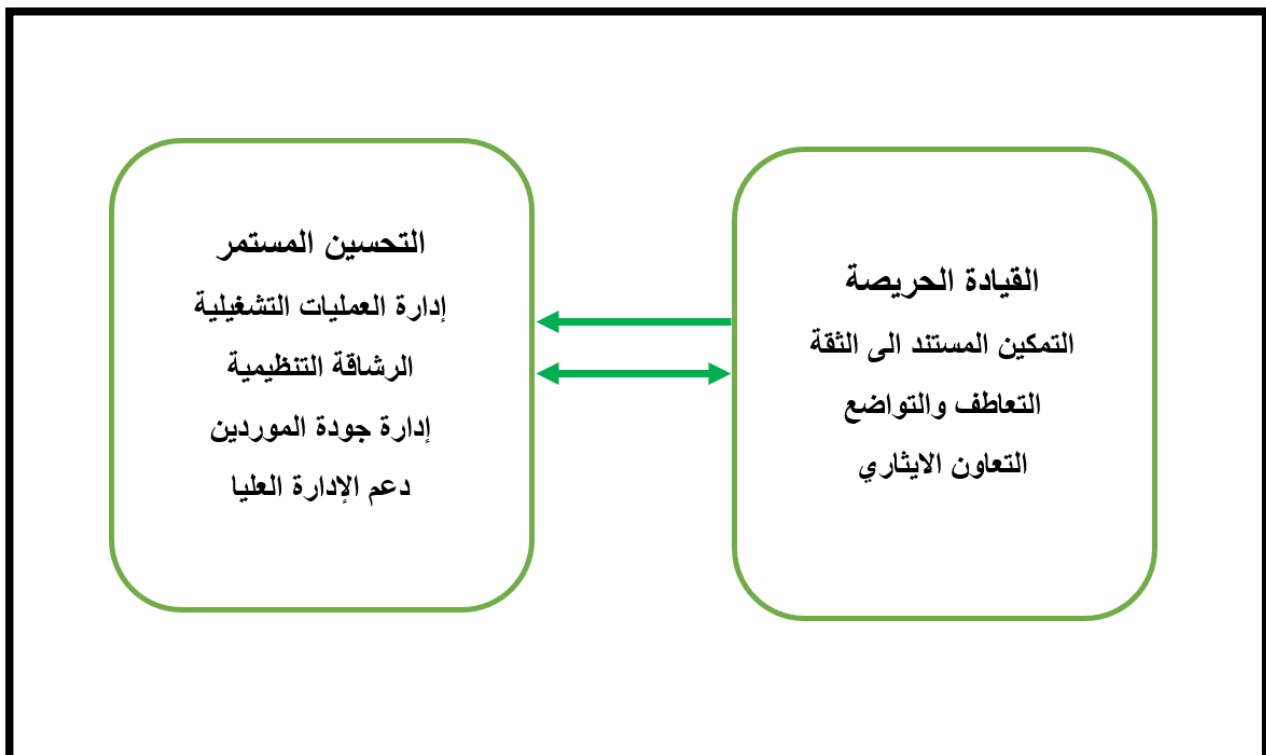 القيادة الحريصة
التمكين المستند الى الثقة
التعاطف والتواضع
التعاون الايثاري
التحسين المستمر
إدارة العمليات التشغيلية
الرشاقة التنظيمية
إدارة جودة الموردين
دعم الإدارة العليا